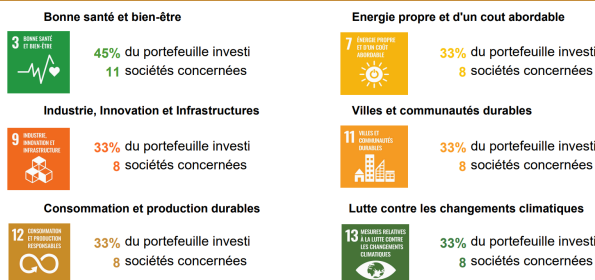 Bonne santé et bien-être
3 BONNE SANTÉ
ET BIEN-ÊTRE
45% du portefeuille investi
11 sociétés concernées
Energie propre et d'un cout abordable
7 ÉNERGIE PROPRE
ET D'UN COÛT
ABORDABLE
33% du portefeuille investi
8 sociétés concernées
Industrie, Innovation et Infrastructures
9 INDUSTRIE,
INNOVATION ET
INFRASTRUCTURE
33% du portefeuille investi
8 sociétés concernées
Villes et communautés durables
11 VILLES ET
COMMUNAUTÉS
DURABLES
33% du portefeuille investi
8 sociétés concernées
Consommation et production durables
12 CONSOMMATION
ET PRODUCTION
RESPONSABLES
33% du portefeuille investi
8 sociétés concernées
Lutte contre les changements climatiques
13 MESURES RELATIVES
À LA LUTTE CONTRE
LES CHANGEMENTS
CLIMATIQUES
33% du portefeuille investi
8 sociétés concernées